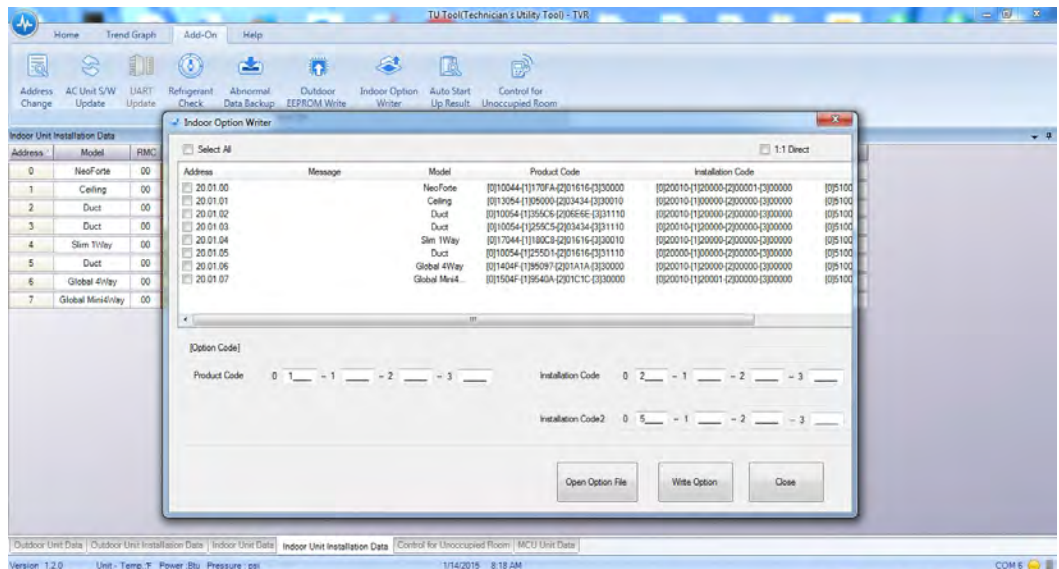 TU Tool(Technician's Utility Tool) - TVR
Home Trend Graph Add-On Help
Address Change
AC Unit S/W Update
UART Update
Refrigerant Check
Abnormal Data Backup
Outdoor EEPROM Write
Indoor Option Writer
Auto Start Up Result
Control for Unoccupied Room
Indoor Unit Installation Data
Address Model RMC
0 NeoForte 00
1 Ceiling 00
2 Duct 00
3 Duct 00
4 Slim 1Way 00
5 Duct 00
6 Global 4Way 00
7 Global Mini4Way 00
Indoor Option Writer
Select All 1:1 Direct
Address Message Model Product Code Installation Code
20.01.00 NeoForte [0]10044-[1]170FA-[2]01616-[3]30000 [0]20010-[1]20000-[2]00001-[3]00000 [0]5100
20.01.01 Ceiling [0]13054-[1]05000-[2]03434-[3]30010 [0]20010-[1]00000-[2]00000-[3]00000 [0]5100
20.01.02 Duct [0]10054-[1]355C6-[2]06E6E-[3]31110 [0]20010-[1]00000-[2]00000-[3]00000 [0]5100
20.01.03 Duct [0]10054-[1]255C5-[2]03434-[3]31110 [0]20010-[1]00000-[2]00000-[3]00000 [0]5100
20.01.04 Slim 1Way [0]17044-[1]180C8-[2]01616-[3]30010 [0]20000-[1]20000-[2]00000-[3]00000 [0]5100
20.01.05 Duct [0]10054-[1]255D1-[2]01616-[3]31110 [0]20000-[1]00000-[2]00000-[3]00000 [0]5100
20.01.06 Global 4Way [0]1404F-[1]95097-[2]01A1A-[3]30000 [0]20010-[1]20000-[2]00000-[3]00000 [0]5100
20.01.07 Global Mini4... [0]1504F-[1]9540A-[2]01C1C-[3]30000 [0]20010-[1]20001-[2]00000-[3]00000 [0]5100
[Option Code]
Product Code 0 1____ - 1 _____ - 2 _____ - 3 _____
Installation Code 0 2____ - 1 _____ - 2 _____ - 3 _____
Installation Code2 0 5____ - 1 _____ - 2 _____ - 3 _____
Open Option File Write Option Close
Outdoor Unit Data Outdoor Unit Installation Data Indoor Unit Data Indoor Unit Installation Data Control for Unoccupied Room MCU Unit Data
Version 1.2.0 Unit - Temp.:℉ Power :Btu Pressure : psi 1/14/2015 8:18 AM COM 6